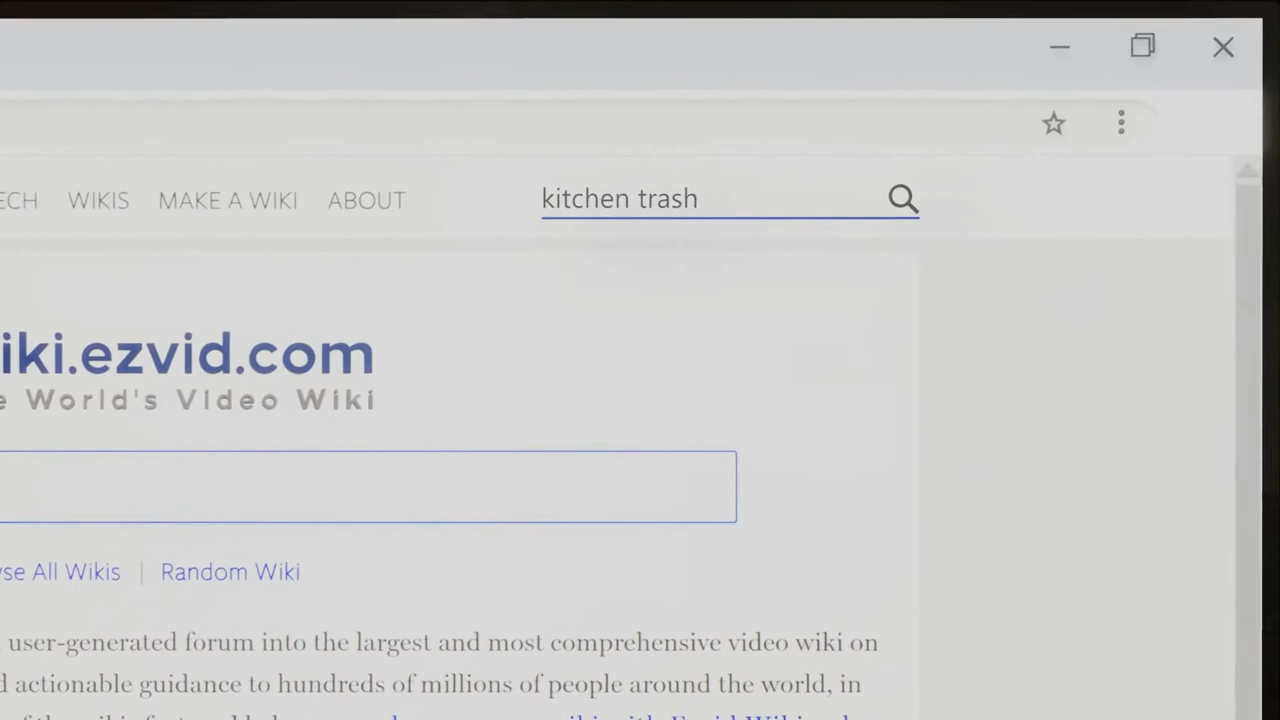 WIKIS MAKE A WIKI ABOUT
kitchen trash
iki.ezvid.com
World's Video Wiki
All Wikis | Random Wiki
user-generated forum into the largest and most comprehensive video wiki on
actionable guidance to hundreds of millions of people around the world, in